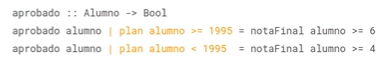 aprobado :: Alumno -> Bool
aprobado alumno | plan alumno >= 1995 = notaFinal alumno >= 6
aprobado alumno | plan alumno < 1995 = notaFinal alumno >= 4